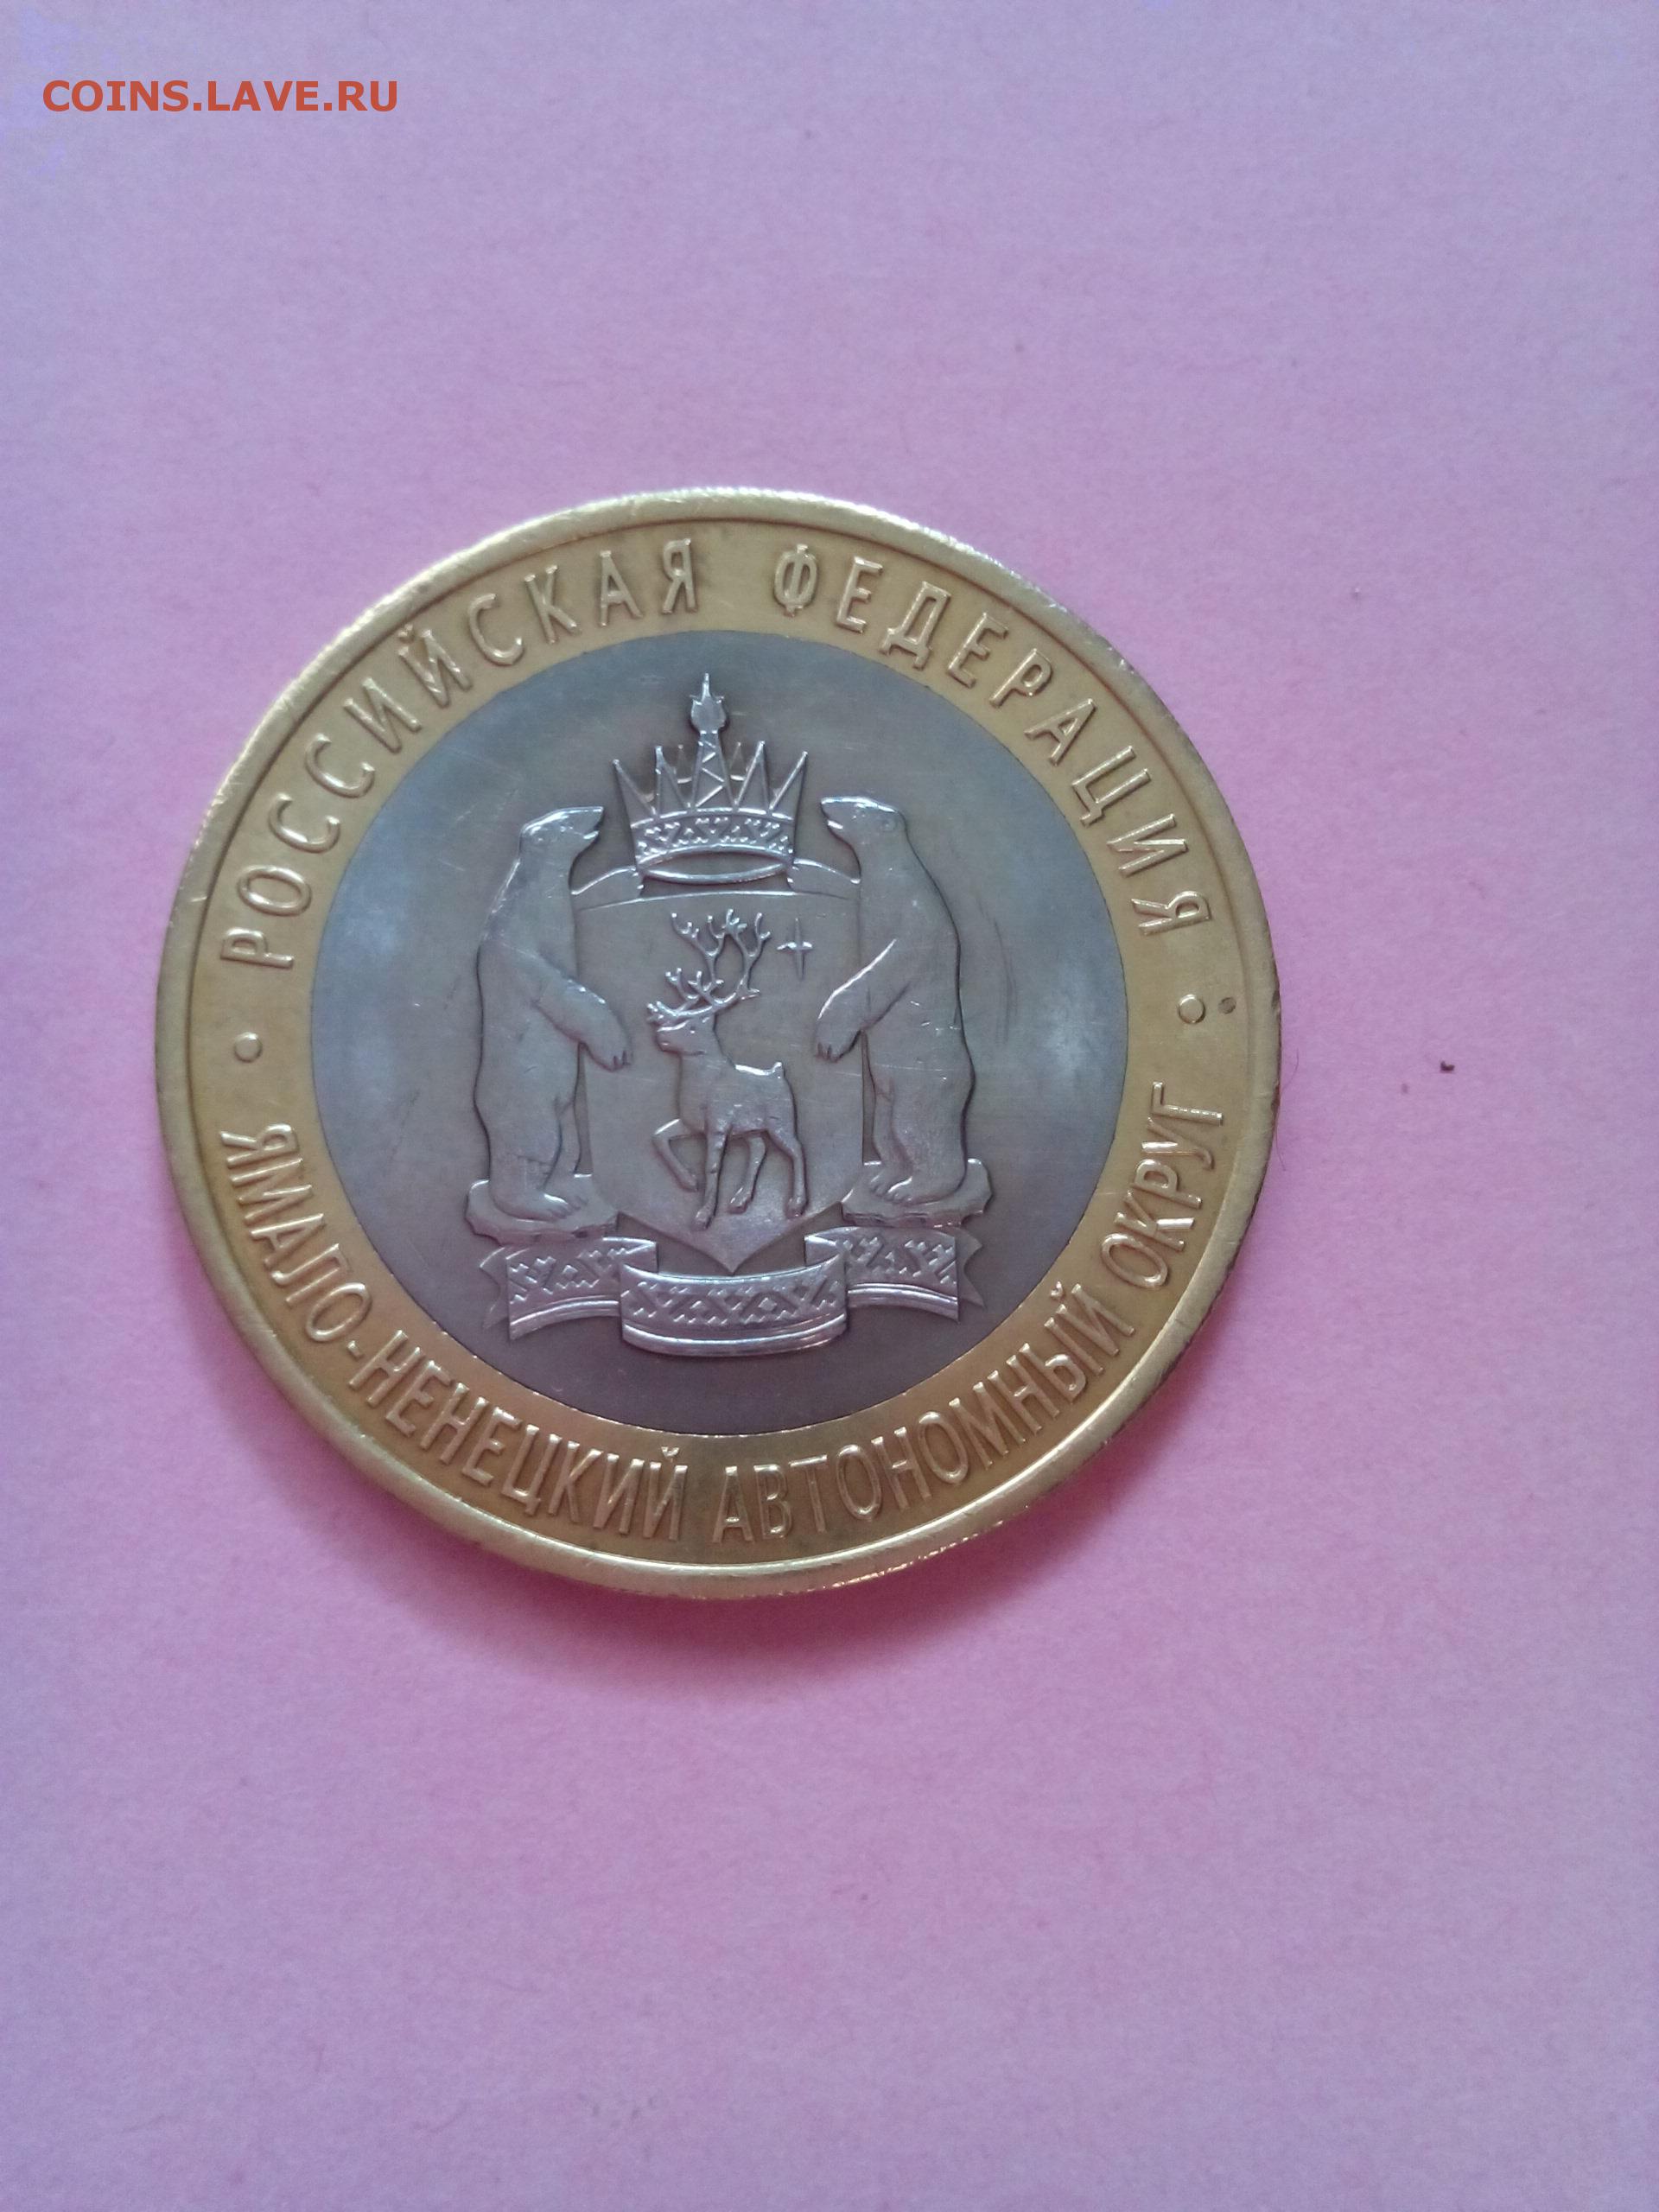 COINS.LAVE.RU
РОССИЙСКАЯ ФЕДЕРАЦИЯ
ЯМАЛО-НЕНЕЦКИЙ АВТОНОМНЫЙ ОКРУГ